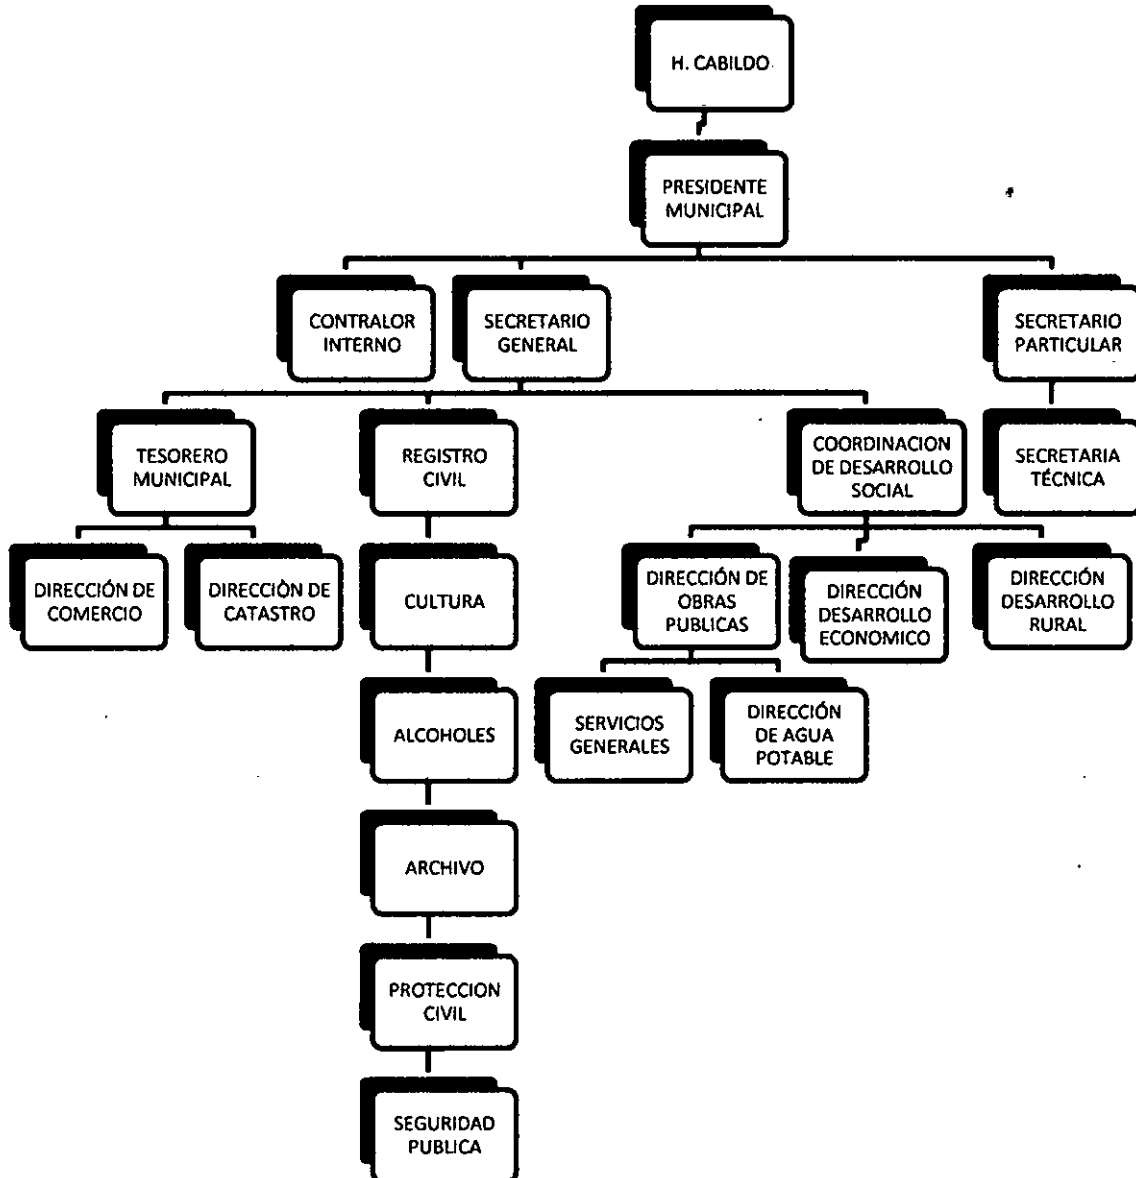 H. CABILDO
PRESIDENTE
MUNICIPAL
CONTRALOR
INTERNO
SECRETARIO
GENERAL
SECRETARIO
PARTICULAR
TESORERO
MUNICIPAL
REGISTRO
CIVIL
COORDINACION
DE DESARROLLO
SOCIAL
SECRETARIA
TÉCNICA
DIRECCIÓN DE
COMERCIO
DIRECCIÒN DE
CATASTRO
CULTURA
DIRECCIÓN DE
OBRAS
PUBLICAS
DIRECCIÓN
DESARROLLO
ECONOMICO
DIRECCIÓN
DESARROLLO
RURAL
ALCOHOLES
SERVICIOS
GENERALES
DIRECCIÓN
DE AGUA
POTABLE
ARCHIVO
PROTECCION
CIVIL
SEGURIDAD
PUBLICA